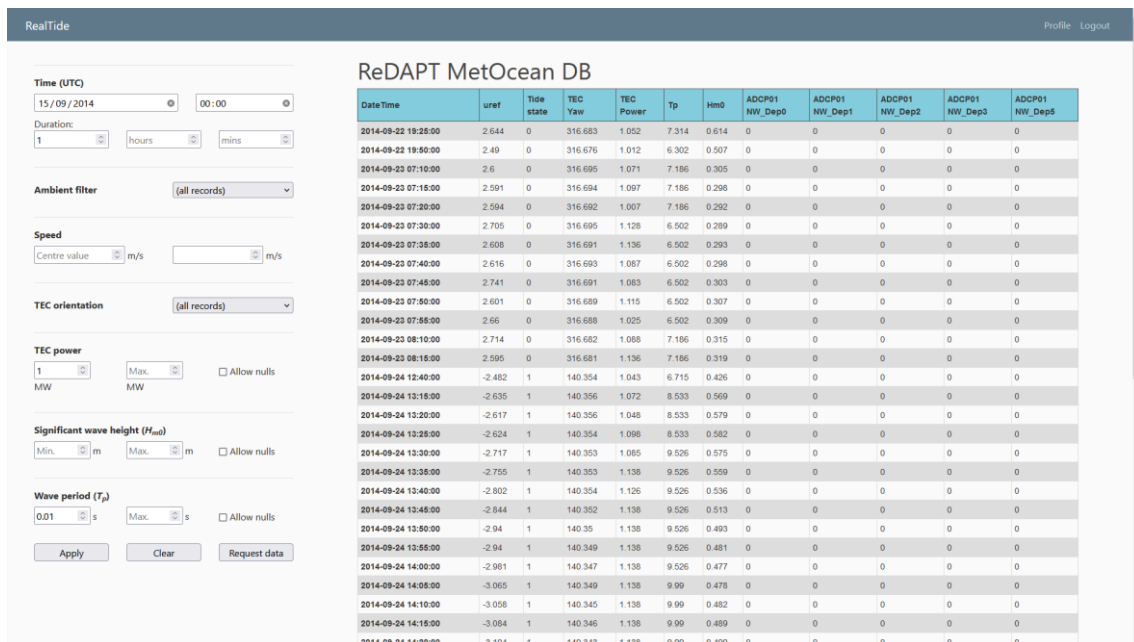 RealTide
Profile Logout
Time (UTC)
15/09/2014 00:00
Duration:
1 hours mins
Ambient filter (all records)
Speed
Centre value m/s m/s
TEC orientation (all records)
TEC power
1 Max. Allow nulls
MW MW
Significant wave height (Hm0)
Min. m Max. m Allow nulls
Wave period (Tp)
0.01 s Max. s Allow nulls
Apply Clear Request data
ReDAPT MetOcean DB
DateTime uref Tide state TEC Yaw TEC Power Tp Hm0 ADCP01 NW_Dep0 ADCP01 NW_Dep1 ADCP01 NW_Dep2 ADCP01 NW_Dep3 ADCP01 NW_Dep5
2014-09-22 19:25:00 2.644 0 316.683 1.052 7.314 0.614 0 0 0 0 0
2014-09-22 19:50:00 2.49 0 316.676 1.012 6.302 0.507 0 0 0 0 0
2014-09-23 07:10:00 2.6 0 316.695 1.071 7.186 0.305 0 0 0 0 0
2014-09-23 07:15:00 2.591 0 316.694 1.097 7.186 0.298 0 0 0 0 0
2014-09-23 07:20:00 2.594 0 316.692 1.007 7.186 0.292 0 0 0 0 0
2014-09-23 07:30:00 2.705 0 316.695 1.128 6.502 0.289 0 0 0 0 0
2014-09-23 07:35:00 2.608 0 316.691 1.136 6.502 0.293 0 0 0 0 0
2014-09-23 07:40:00 2.616 0 316.693 1.087 6.502 0.298 0 0 0 0 0
2014-09-23 07:45:00 2.741 0 316.691 1.083 6.502 0.303 0 0 0 0 0
2014-09-23 07:50:00 2.601 0 316.689 1.115 6.502 0.307 0 0 0 0 0
2014-09-23 07:55:00 2.66 0 316.688 1.025 6.502 0.309 0 0 0 0 0
2014-09-23 08:10:00 2.714 0 316.682 1.088 7.186 0.315 0 0 0 0 0
2014-09-23 08:15:00 2.595 0 316.681 1.136 7.186 0.319 0 0 0 0 0
2014-09-24 12:40:00 -2.482 1 140.354 1.043 6.715 0.426 0 0 0 0 0
2014-09-24 13:15:00 -2.635 1 140.356 1.072 8.533 0.569 0 0 0 0 0
2014-09-24 13:20:00 -2.617 1 140.356 1.048 8.533 0.579 0 0 0 0 0
2014-09-24 13:25:00 -2.624 1 140.354 1.098 8.533 0.582 0 0 0 0 0
2014-09-24 13:30:00 -2.717 1 140.353 1.085 9.526 0.575 0 0 0 0 0
2014-09-24 13:35:00 -2.755 1 140.353 1.138 9.526 0.559 0 0 0 0 0
2014-09-24 13:40:00 -2.802 1 140.354 1.126 9.526 0.536 0 0 0 0 0
2014-09-24 13:45:00 -2.844 1 140.352 1.138 9.526 0.513 0 0 0 0 0
2014-09-24 13:50:00 -2.94 1 140.35 1.138 9.526 0.493 0 0 0 0 0
2014-09-24 13:55:00 -2.94 1 140.349 1.138 9.526 0.481 0 0 0 0 0
2014-09-24 14:00:00 -2.981 1 140.347 1.138 9.526 0.477 0 0 0 0 0
2014-09-24 14:05:00 -3.065 1 140.349 1.138 9.99 0.478 0 0 0 0 0
2014-09-24 14:10:00 -3.058 1 140.345 1.138 9.99 0.482 0 0 0 0 0
2014-09-24 14:15:00 -3.084 1 140.346 1.138 9.99 0.489 0 0 0 0 0